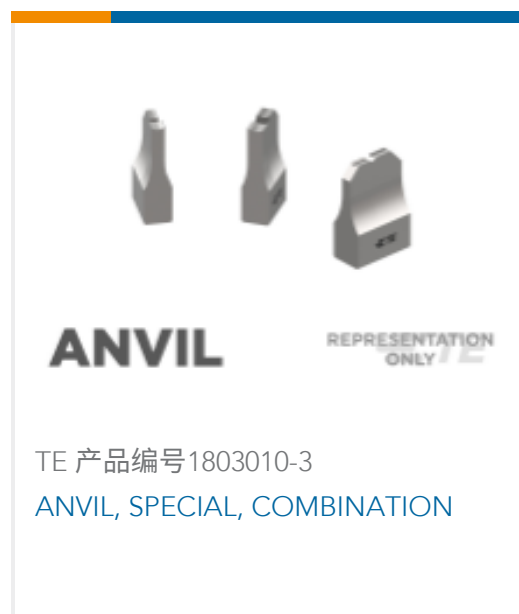 ANVIL
REPRESENTATION
ONLY
TE
TE 产品编号1803010-3
ANVIL, SPECIAL, COMBINATION